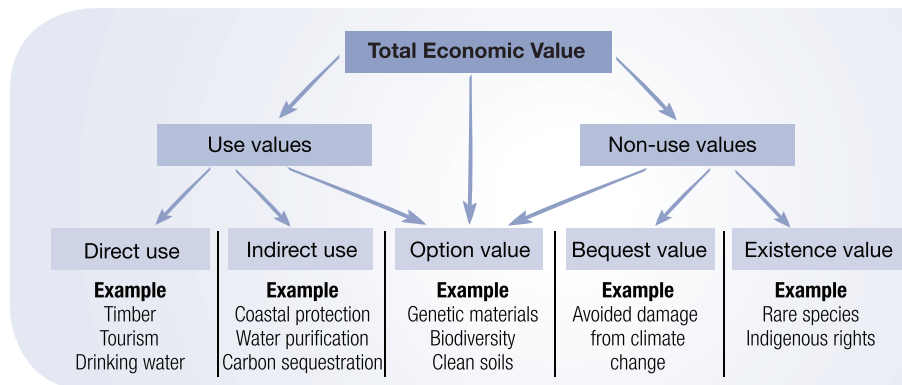 Total Economic Value
Use values
Non-use values
Direct use
Indirect use
Option value
Bequest value
Existence value
Example
Timber
Tourism
Drinking water
Example
Coastal protection
Water purification
Carbon sequestration
Example
Genetic materials
Biodiversity
Clean soils
Example
Avoided damage
from climate
change
Example
Rare species
Indigenous rights